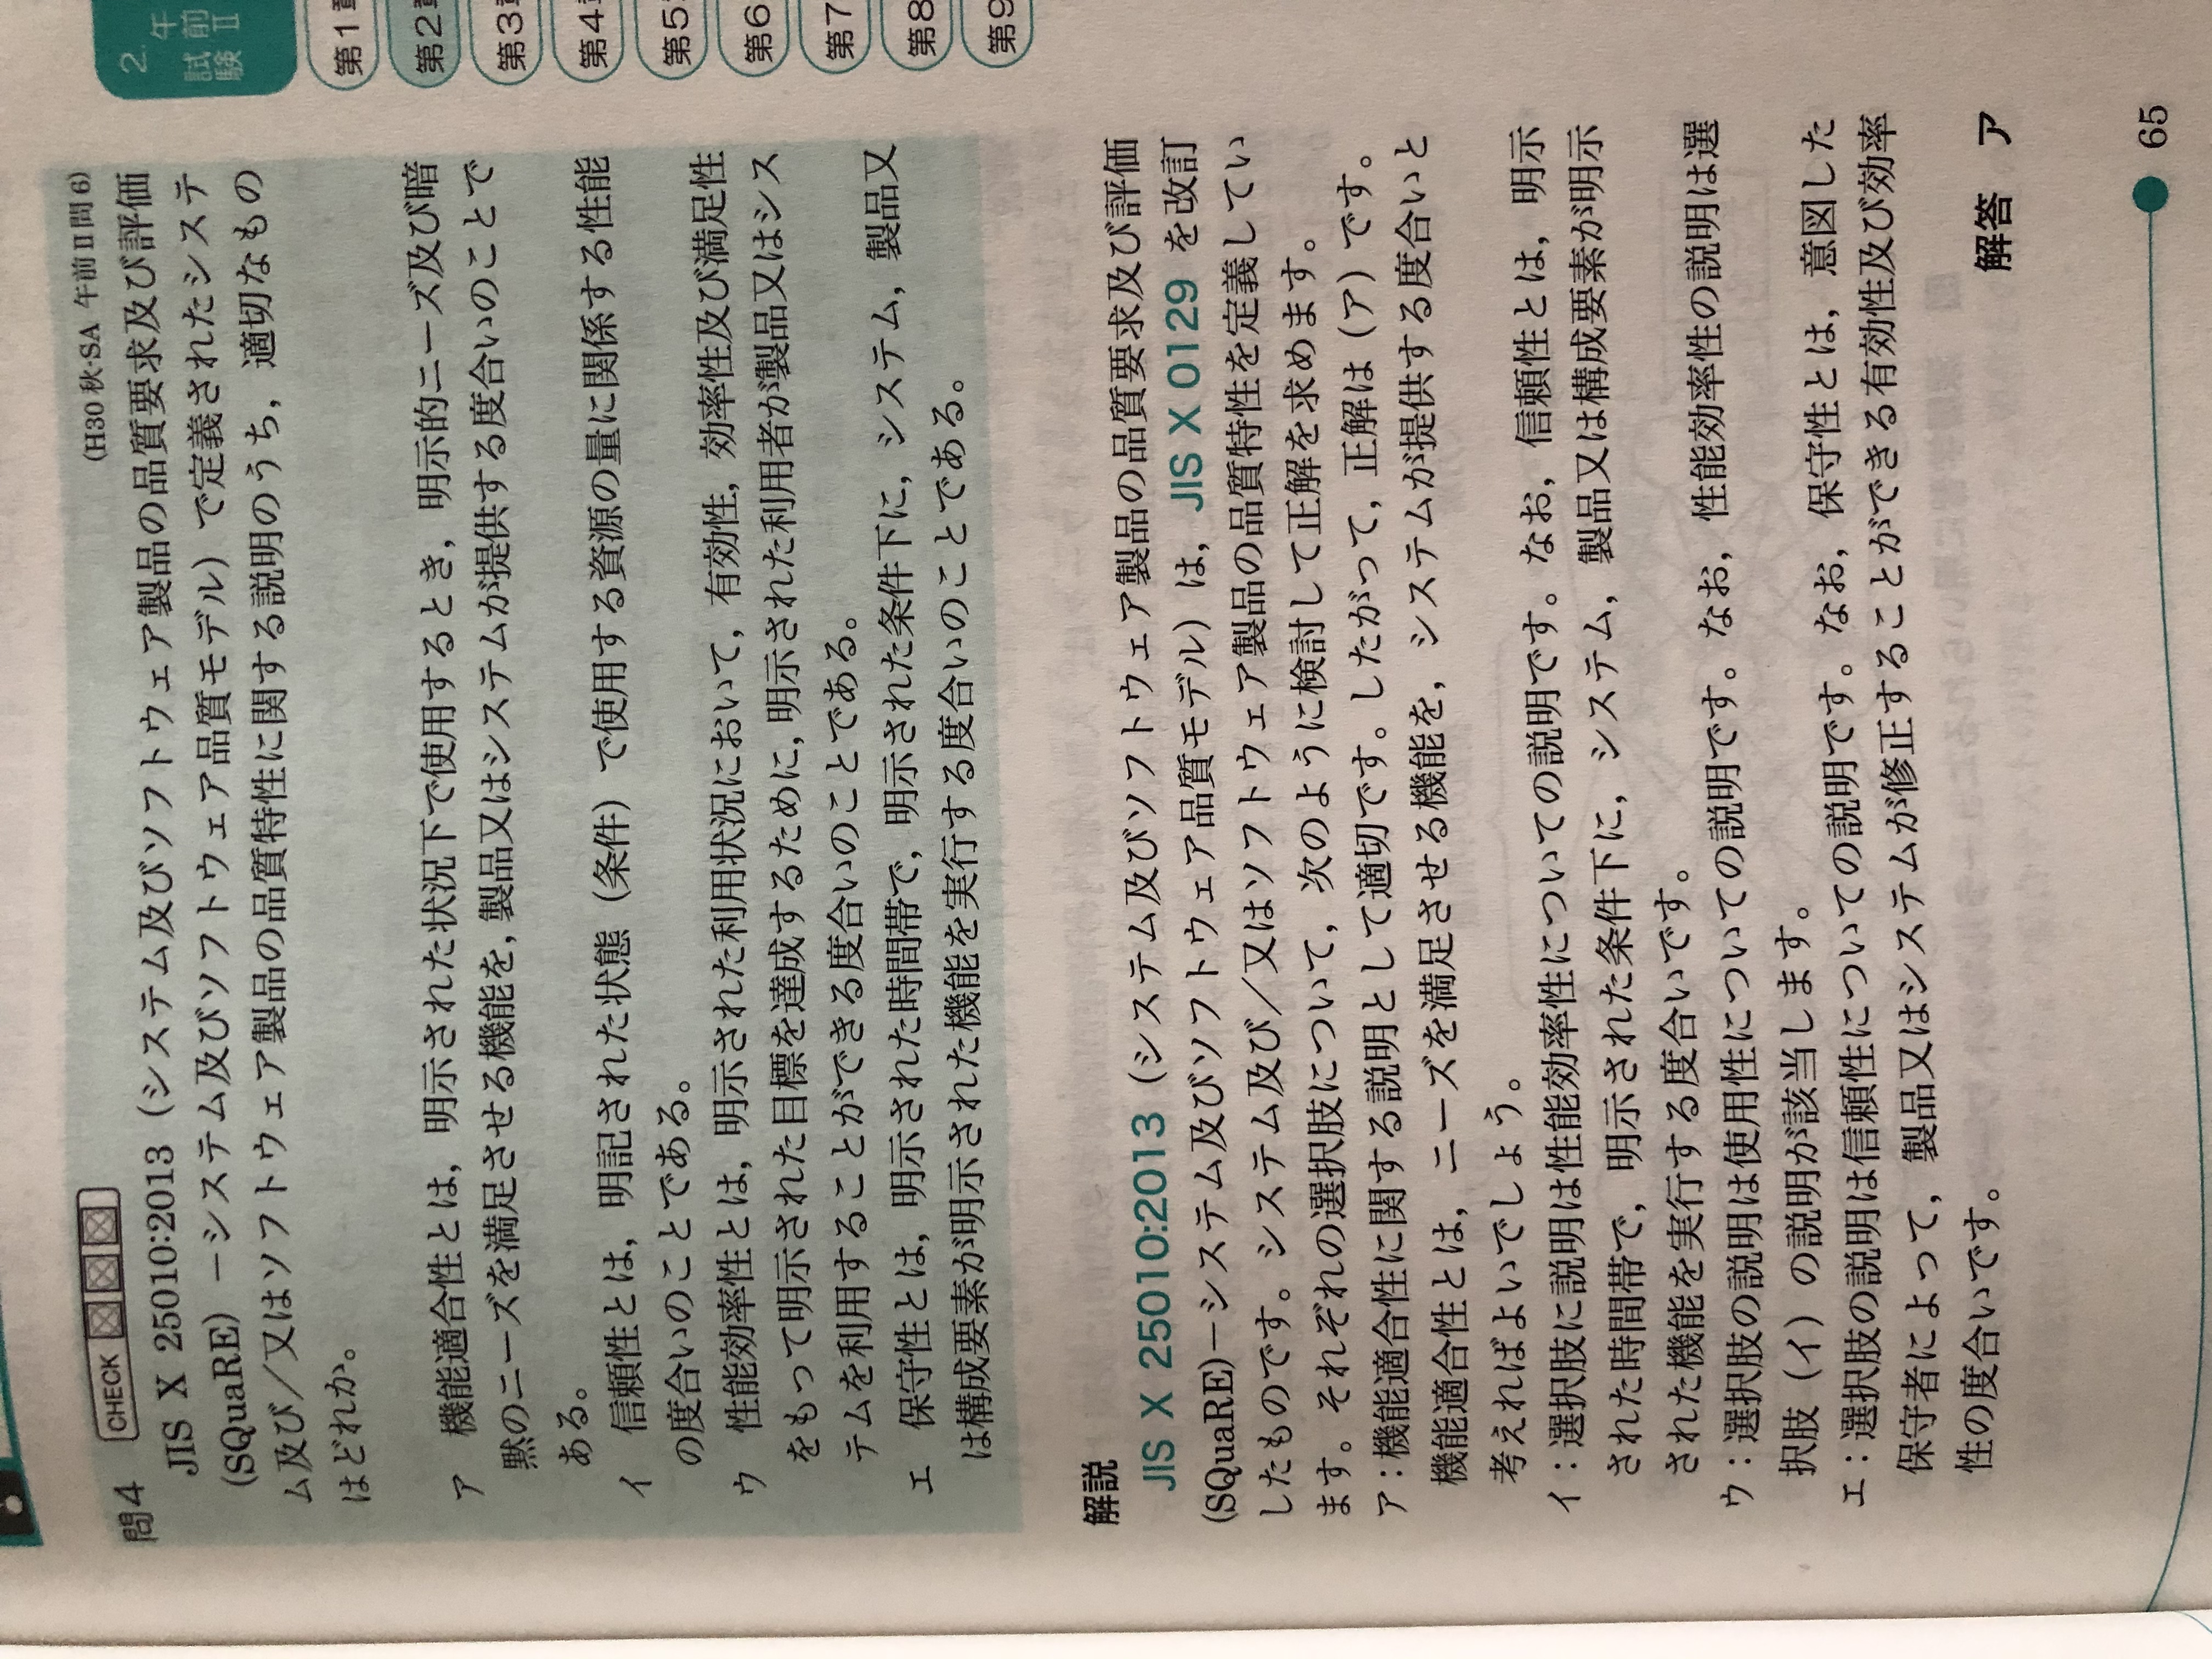 (H30 秋·SA 午前Ⅱ問 6)
問4 CHECK
JIS X 25010:2013（システム及びソフトウェア製品の品質要求及び評価
(SQuaRE) －システム及びソフトウェア品質モデル）で定義されたシステ
ム及び／又はソフトウェア製品の品質特性に関する説明のうち，適切なもの
はどれか。
ア 機能適合性とは，明示された状況下で使用するとき，明示的ニーズ及び暗
黙のニーズを満足させる機能を，製品又はシステムが提供する度合いのことで
ある。
イ 信頼性とは，明記された状態（条件）で使用する資源の量に関係する性能
の度合いのことである。
ウ 性能効率性とは，明示された利用状況において，有効性，効率性及び満足性
をもって明示された目標を達成するために，明示された利用者が製品又はシス
テムを利用することができる度合いのことである。
エ 保守性とは，明示された時間帯で，明示された条件下に，システム，製品又
は構成要素が明示された機能を実行する度合いのことである。
解説
JIS X 25010:2013（システム及びソフトウェア製品の品質要求及び評価
(SQuaRE)－システム及びソフトウェア品質モデル）は，JIS X 0129 を改訂
したものです。システム及び／又はソフトウェア製品の品質特性を定義してい
ます。それぞれの選択肢について，次のように検討して正解を求めます。
ア：機能適合性に関する説明として適切です。したがって，正解は（ア）です。
機能適合性とは，ニーズを満足させる機能を，システムが提供する度合いと
考えればよいでしょう。
イ：選択肢に説明は性能効率性についての説明です。なお，信頼性とは，明示
された時間帯で，明示された条件下に，システム，製品又は構成要素が明示
された機能を実行する度合いです。
ウ：選択肢の説明は使用性についての説明です。なお，性能効率性の説明は選
択肢（イ）の説明が該当します。
エ：選択肢の説明は信頼性についての説明です。なお，保守性とは，意図した
保守者によって，製品又はシステムが修正することができる有効性及び効率
性の度合いです。
解答 ア
65
2.
午前Ⅱ
試験
第1章
第2章
第3章
第4章
第5
第6
第7
第8
第9